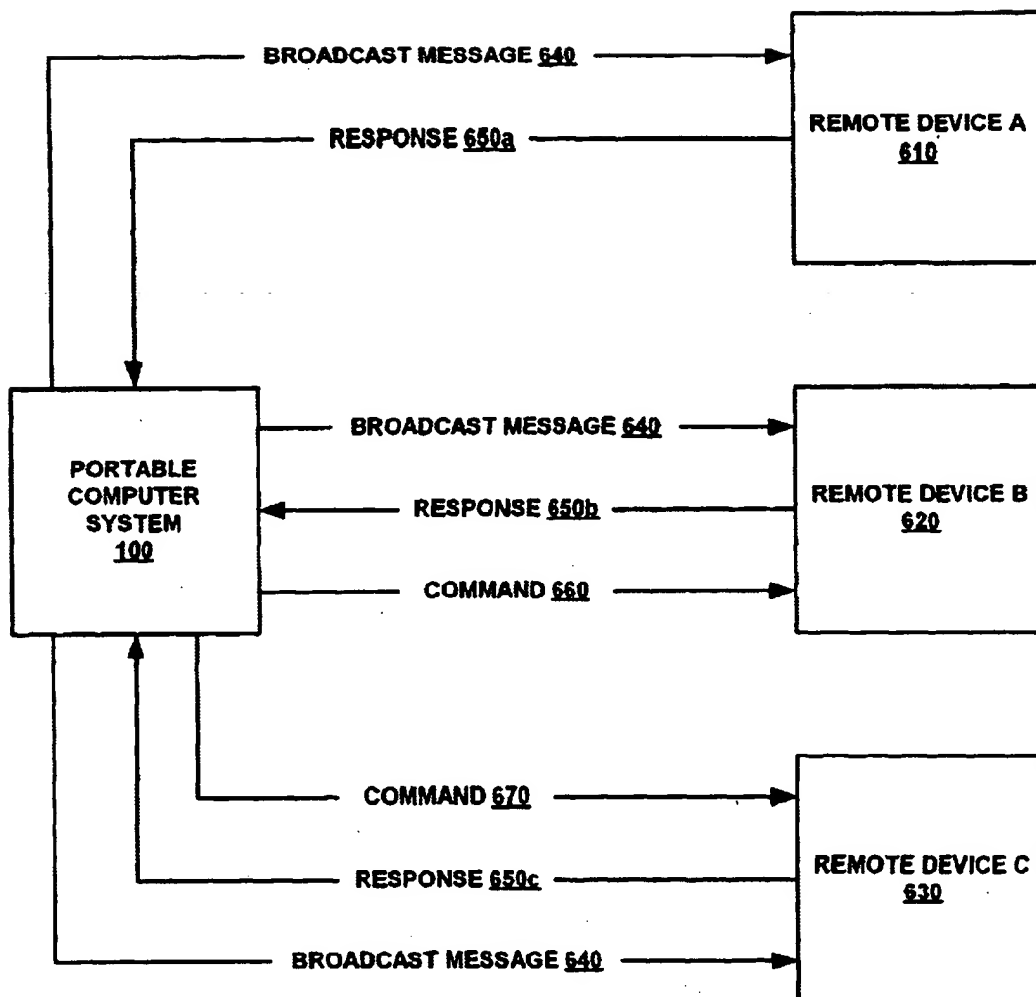 BROADCAST MESSAGE 640
REMOTE DEVICE A
610
RESPONSE 650a
PORTABLE
COMPUTER
SYSTEM
100
BROADCAST MESSAGE 640
RESPONSE 650b
COMMAND 660
REMOTE DEVICE B
620
COMMAND 670
RESPONSE 650c
BROADCAST MESSAGE 640
REMOTE DEVICE C
630